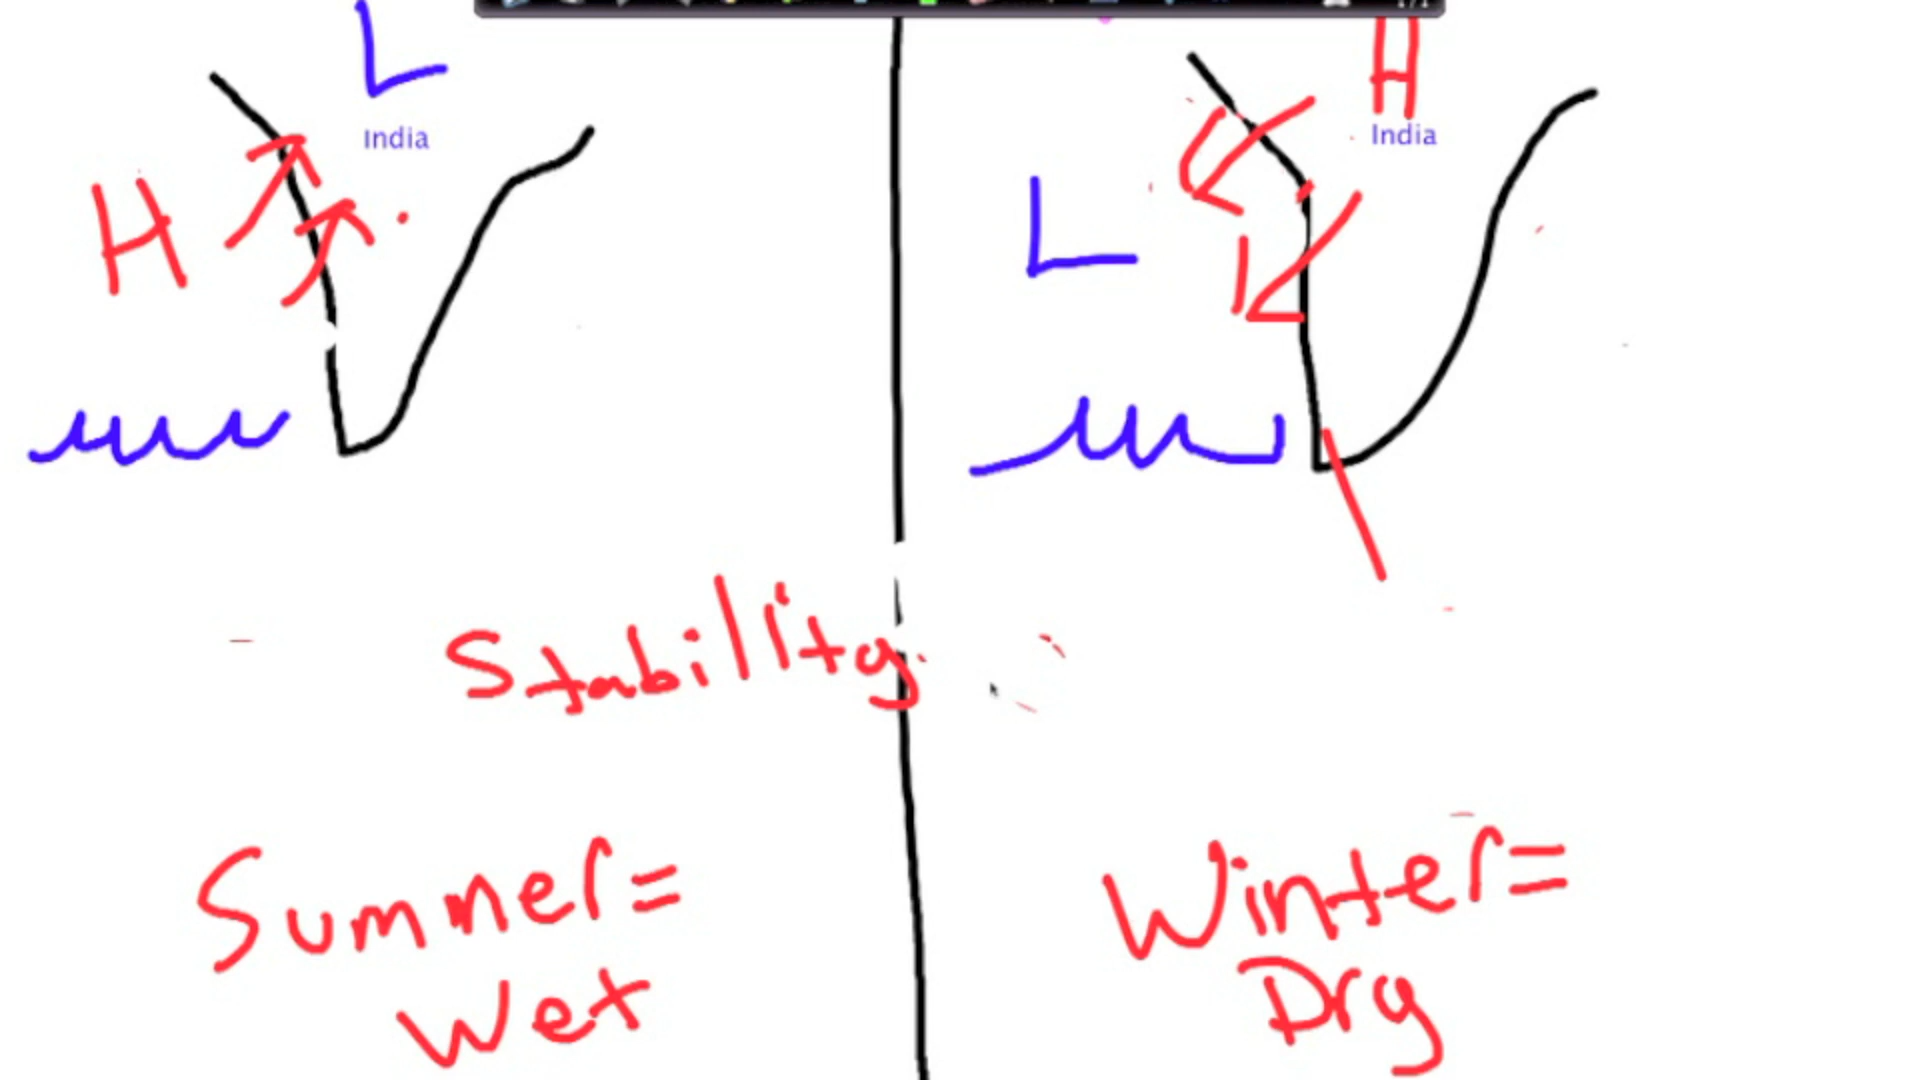 L
India
H
H
India
L
Stability
Summer=
Wet
Winter=
Dry